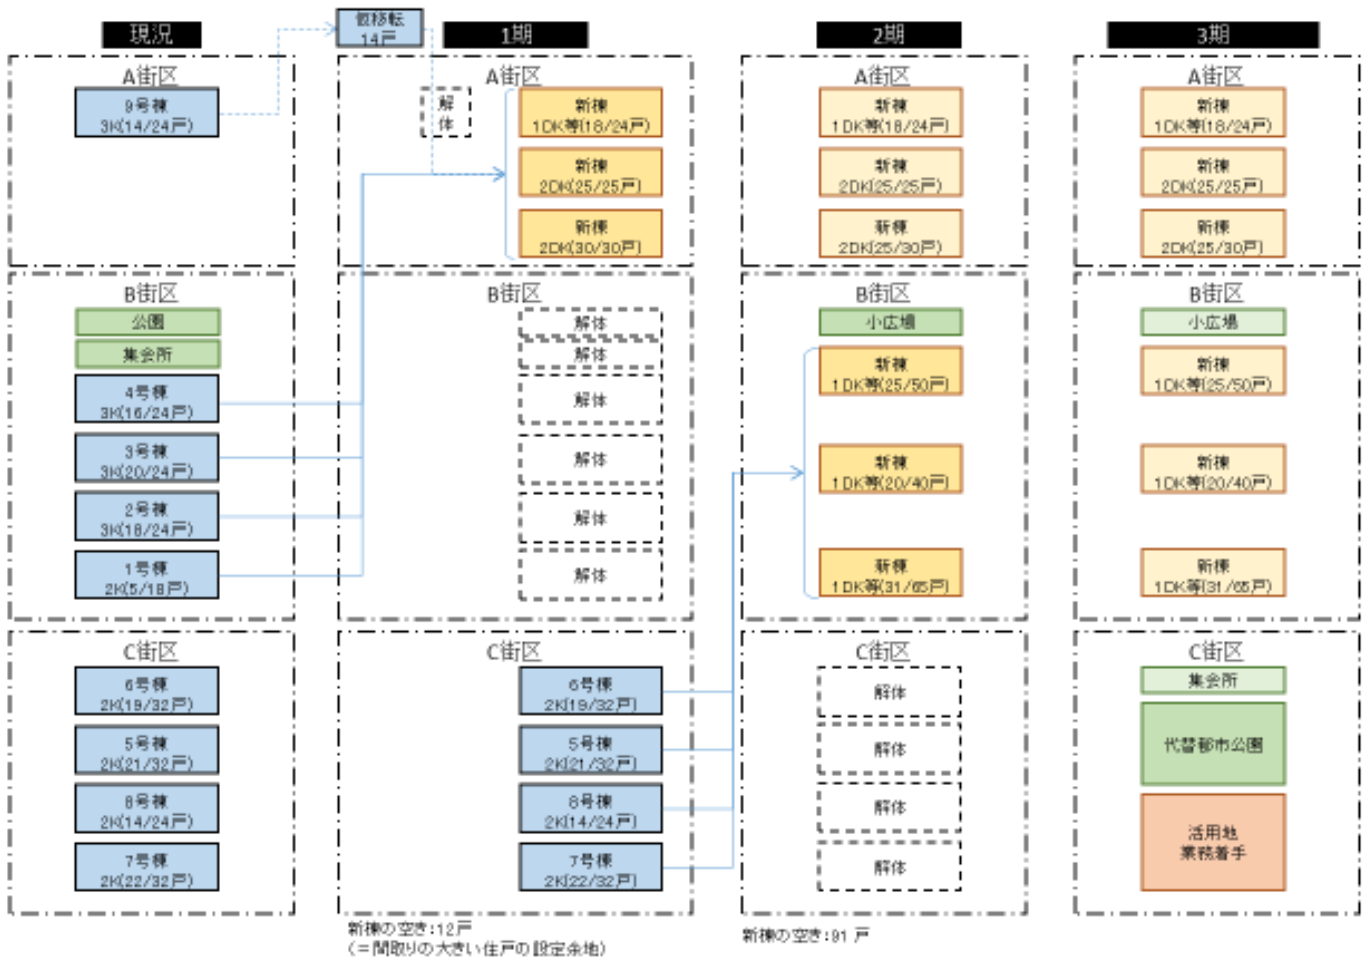 現況
仮移転
14戸
1期
2期
3期
A街区
9号棟
3K(14/24戸)
B街区
公園
集会所
4号棟
3K(16/24戸)
3号棟
3K(20/24戸)
2号棟
3K(18/24戸)
1号棟
2K(5/18戸)
C街区
6号棟
2K(19/32戸)
5号棟
2K(21/32戸)
8号棟
2K(14/24戸)
7号棟
2K(22/32戸)
A街区
解
体
新棟
1DK等(18/24戸)
新棟
2DK(25/25戸)
新棟
2DK(30/30戸)
B街区
解体
解体
解体
解体
解体
解体
C街区
6号棟
2K(19/32戸)
5号棟
2K(21/32戸)
8号棟
2K(14/24戸)
7号棟
2K(22/32戸)
新棟の空き:12戸
(=間取りの大きい住戸の設定余地)
A街区
新棟
1DK等(18/24戸)
新棟
2DK(25/25戸)
新棟
2DK(25/30戸)
B街区
小広場
新棟
1DK等(25/50戸)
新棟
1DK等(20/40戸)
新棟
1DK等(31/65戸)
C街区
解体
解体
解体
解体
新棟の空き:91戸
A街区
新棟
1DK等(18/24戸)
新棟
2DK(25/25戸)
新棟
2DK(25/30戸)
B街区
小広場
新棟
1DK等(25/50戸)
新棟
1DK等(20/40戸)
新棟
1DK等(31/65戸)
C街区
集会所
代替都市公園
活用地
業務着手